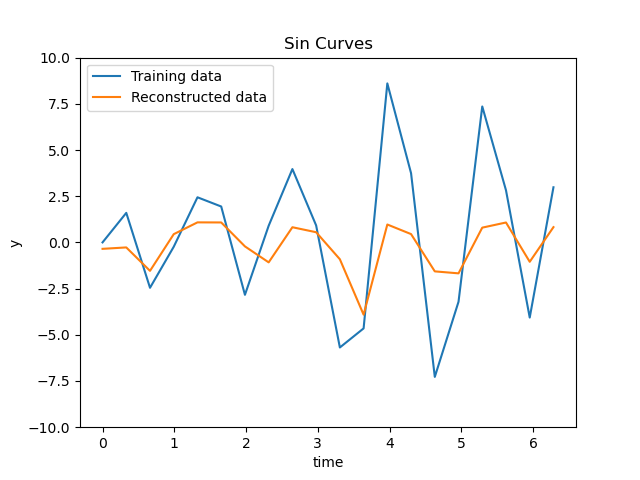 Sin Curves
Training data
Reconstructed data
10.0
7.5
5.0
2.5
0.0
−2.5
−5.0
−7.5
−10.0
y
0 1 2 3 4 5 6
time